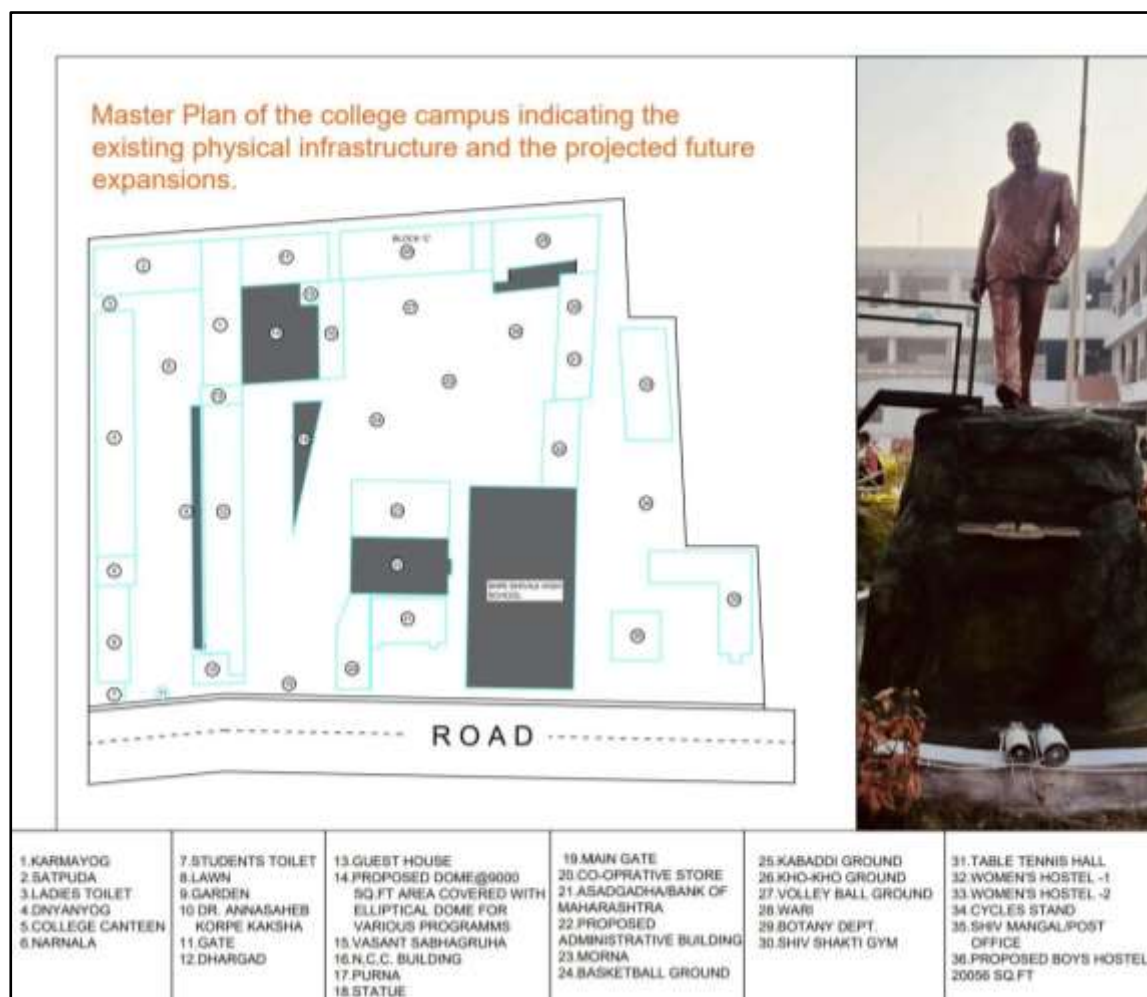 Master Plan of the college campus indicating the
existing physical infrastructure and the projected future
expansions.
BLOCK 'C'
SHRI SHIVAJI HIGH
SCHOOL
ROAD
1.KARMAYOG
2.SATPUDA
3.LADIES TOILET
4.DNYANYOG
5.COLLEGE CANTEEN
6.NARNALA
7.STUDENTS TOILET
8.LAWN
9.GARDEN
10 DR. ANNASAHEB
KORPE KAKSHA
11.GATE
12.DHARGAD
13.GUEST HOUSE
14.PROPOSED DOME@9000
SQ.FT AREA COVERED WITH
ELLIPTICAL DOME FOR
VARIOUS PROGRAMMS
15.VASANT SABHAGRUHA
16.N.C.C. BUILDING
17.PURNA
18.STATUE
19.MAIN GATE
20.CO-OPRATIVE STORE
21.ASADGADHA/BANK OF
MAHARASHTRA
22.PROPOSED
ADMINISTRATIVE BUILDING
23.MORNA
24.BASKETBALL GROUND
25.KABADDI GROUND
26.KHO-KHO GROUND
27.VOLLEY BALL GROUND
28.WARI
29.BOTANY DEPT.
30.SHIV SHAKTI GYM
31.TABLE TENNIS HALL
32.WOMEN'S HOSTEL -1
33.WOMEN'S HOSTEL -2
34.CYCLES STAND
35.SHIV MANGAL/POST
OFFICE
36.PROPOSED BOYS HOSTEL
20056 SQ.FT